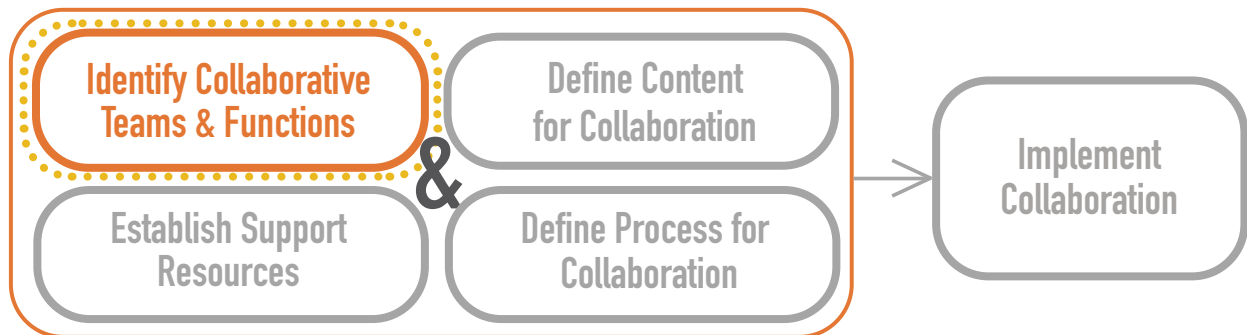 Identify Collaborative
Teams & Functions
Define Content
for Collaboration
&
Establish Support
Resources
Define Process for
Collaboration
Implement
Collaboration